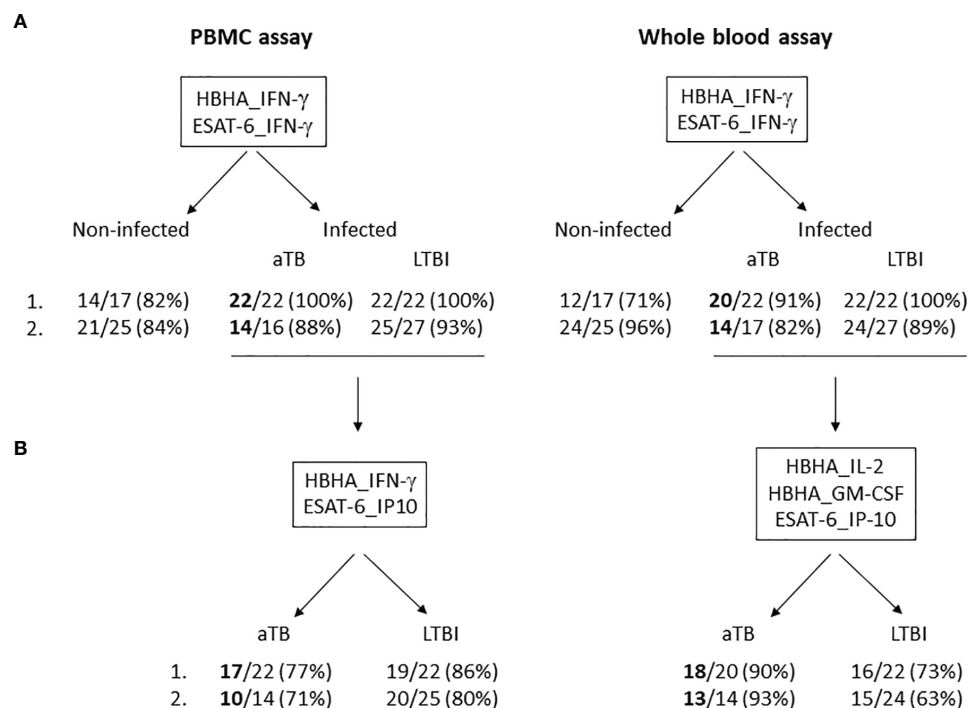 A
PBMC assay
HBHA_IFN-γ
ESAT-6_IFN-γ
Non-infected
Infected
aTB
LTBI
1. 14/17 (82%) 22/22 (100%) 22/22 (100%)
2. 21/25 (84%) 14/16 (88%) 25/27 (93%)
Whole blood assay
HBHA_IFN-γ
ESAT-6_IFN-γ
Non-infected
Infected
aTB
LTBI
12/17 (71%) 20/22 (91%) 22/22 (100%)
24/25 (96%) 14/17 (82%) 24/27 (89%)
B
HBHA_IFN-γ
ESAT-6_IP10
aTB
LTBI
1. 17/22 (77%) 19/22 (86%)
2. 10/14 (71%) 20/25 (80%)
HBHA_IL-2
HBHA_GM-CSF
ESAT-6_IP-10
aTB
LTBI
18/20 (90%) 16/22 (73%)
13/14 (93%) 15/24 (63%)